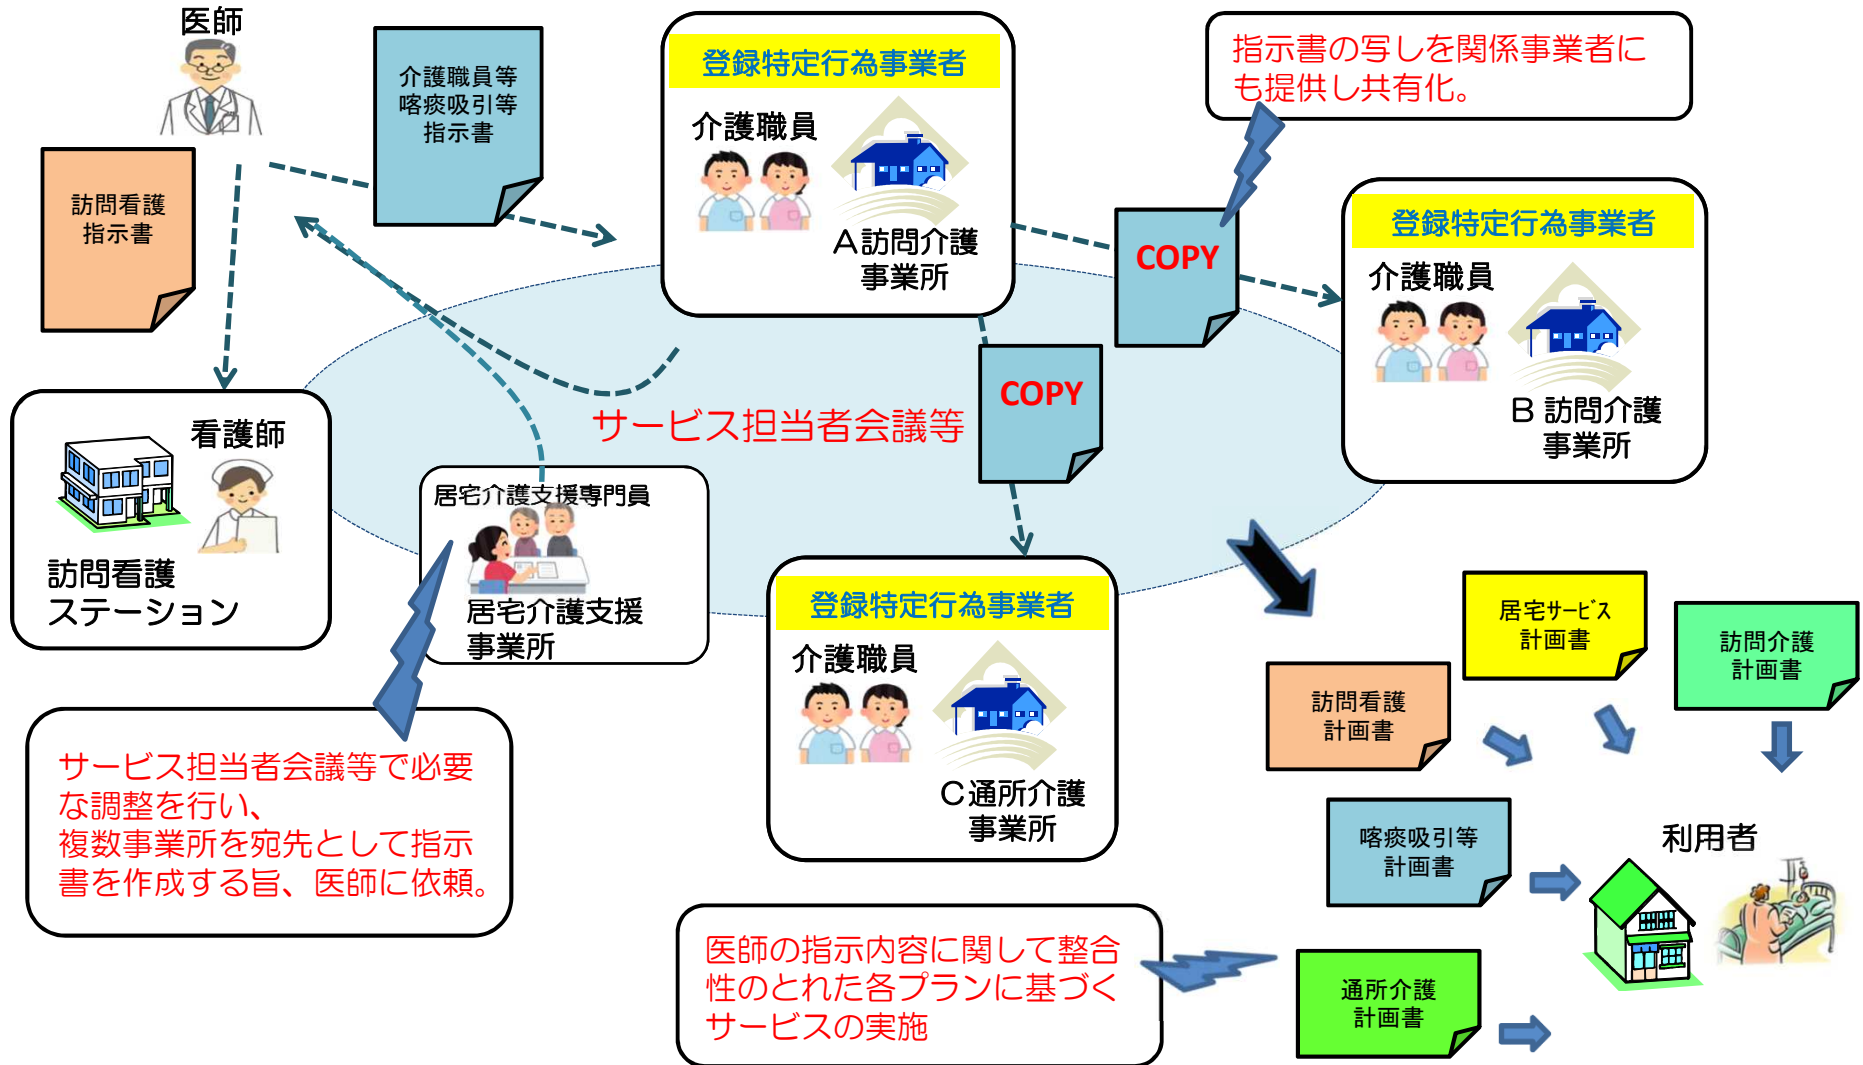 医師
介護職員等
喀痰吸引等
指示書
訪問看護
指示書
登録特定行為事業者
介護職員
A訪問介護
事業所
指示書の写しを関係事業者に
も提供し共有化。
COPY
登録特定行為事業者
介護職員
B 訪問介護
事業所
COPY
サービス担当者会議等
看護師
訪問看護
ステーション
居宅介護支援専門員
居宅介護支援
事業所
登録特定行為事業者
介護職員
C通所介護
事業所
サービス担当者会議等で必要
な調整を行い、
複数事業所を宛先として指示
書を作成する旨、医師に依頼。
居宅サービス
計画書
訪問介護
計画書
訪問看護
計画書
喀痰吸引等
計画書
利用者
医師の指示内容に関して整合
性のとれた各プランに基づく
サービスの実施
通所介護
計画書